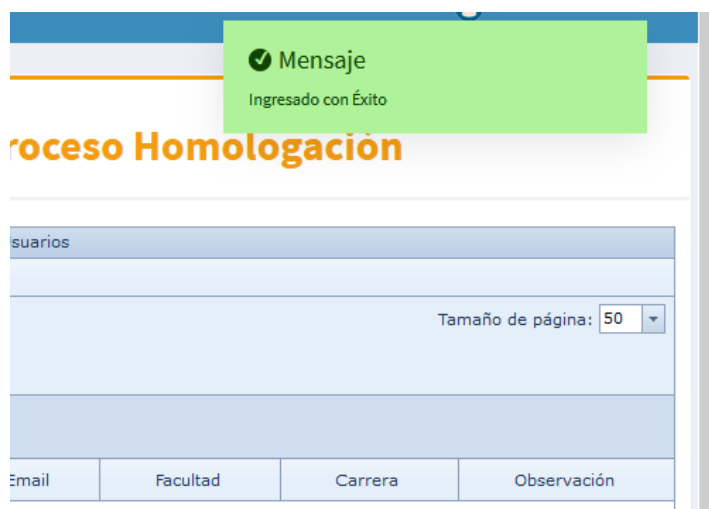 Mensaje
Ingresado con Éxito
roceso Homologación
suarios
Tamaño de página: 50
Email Facultad Carrera Observación